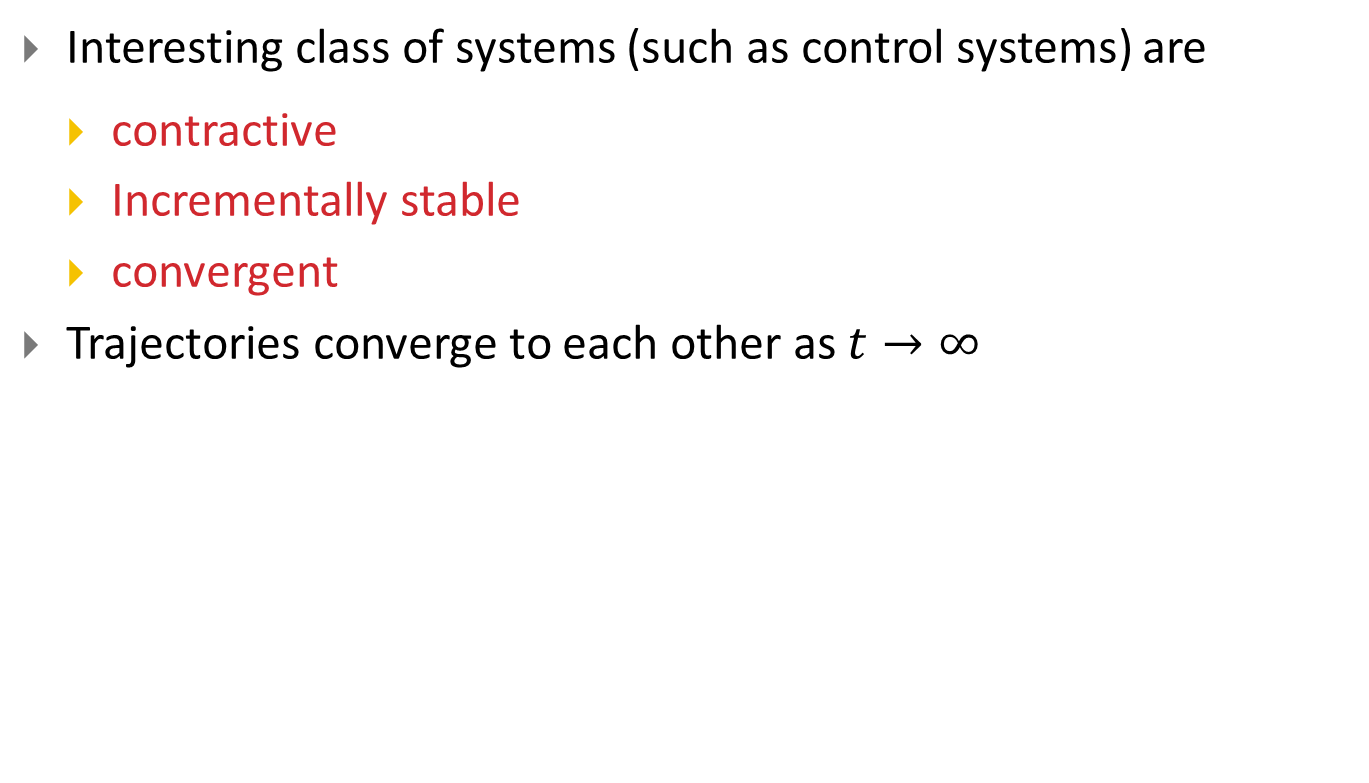 Interesting class of systems (such as control systems) are
contractive
Incrementally stable
convergent
Trajectories converge to each other as 𝑡 → ∞